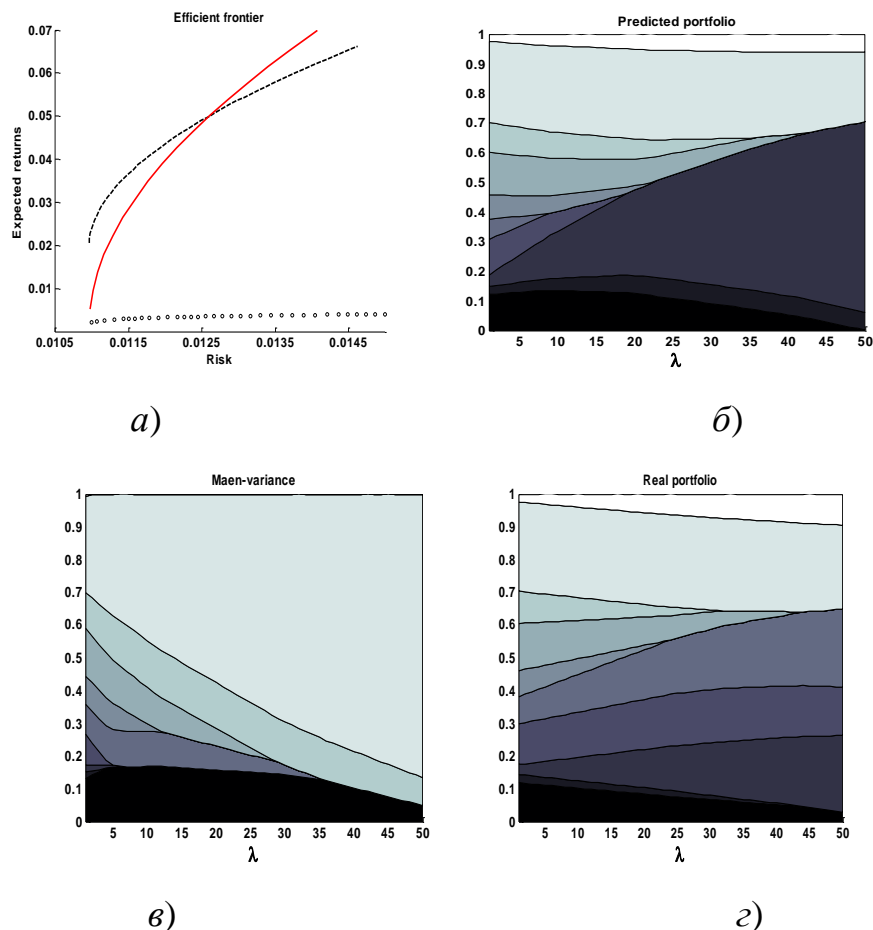 Efficient frontier
0.07
0.06
0.05
0.04
0.03
0.02
0.01
Expected returns
0.0105
0.0115
0.0125
0.0135
0.0145
Risk
а)
Predicted portfolio
1
0.9
0.8
0.7
0.6
0.5
0.4
0.3
0.2
0.1
0
5 10 15 20 25 30 35 40 45 50
λ
б)
Maen-variance
1
0.9
0.8
0.7
0.6
0.5
0.4
0.3
0.2
0.1
0
5 10 15 20 25 30 35 40 45 50
λ
в)
Real portfolio
1
0.9
0.8
0.7
0.6
0.5
0.4
0.3
0.2
0.1
0
5 10 15 20 25 30 35 40 45 50
λ
г)